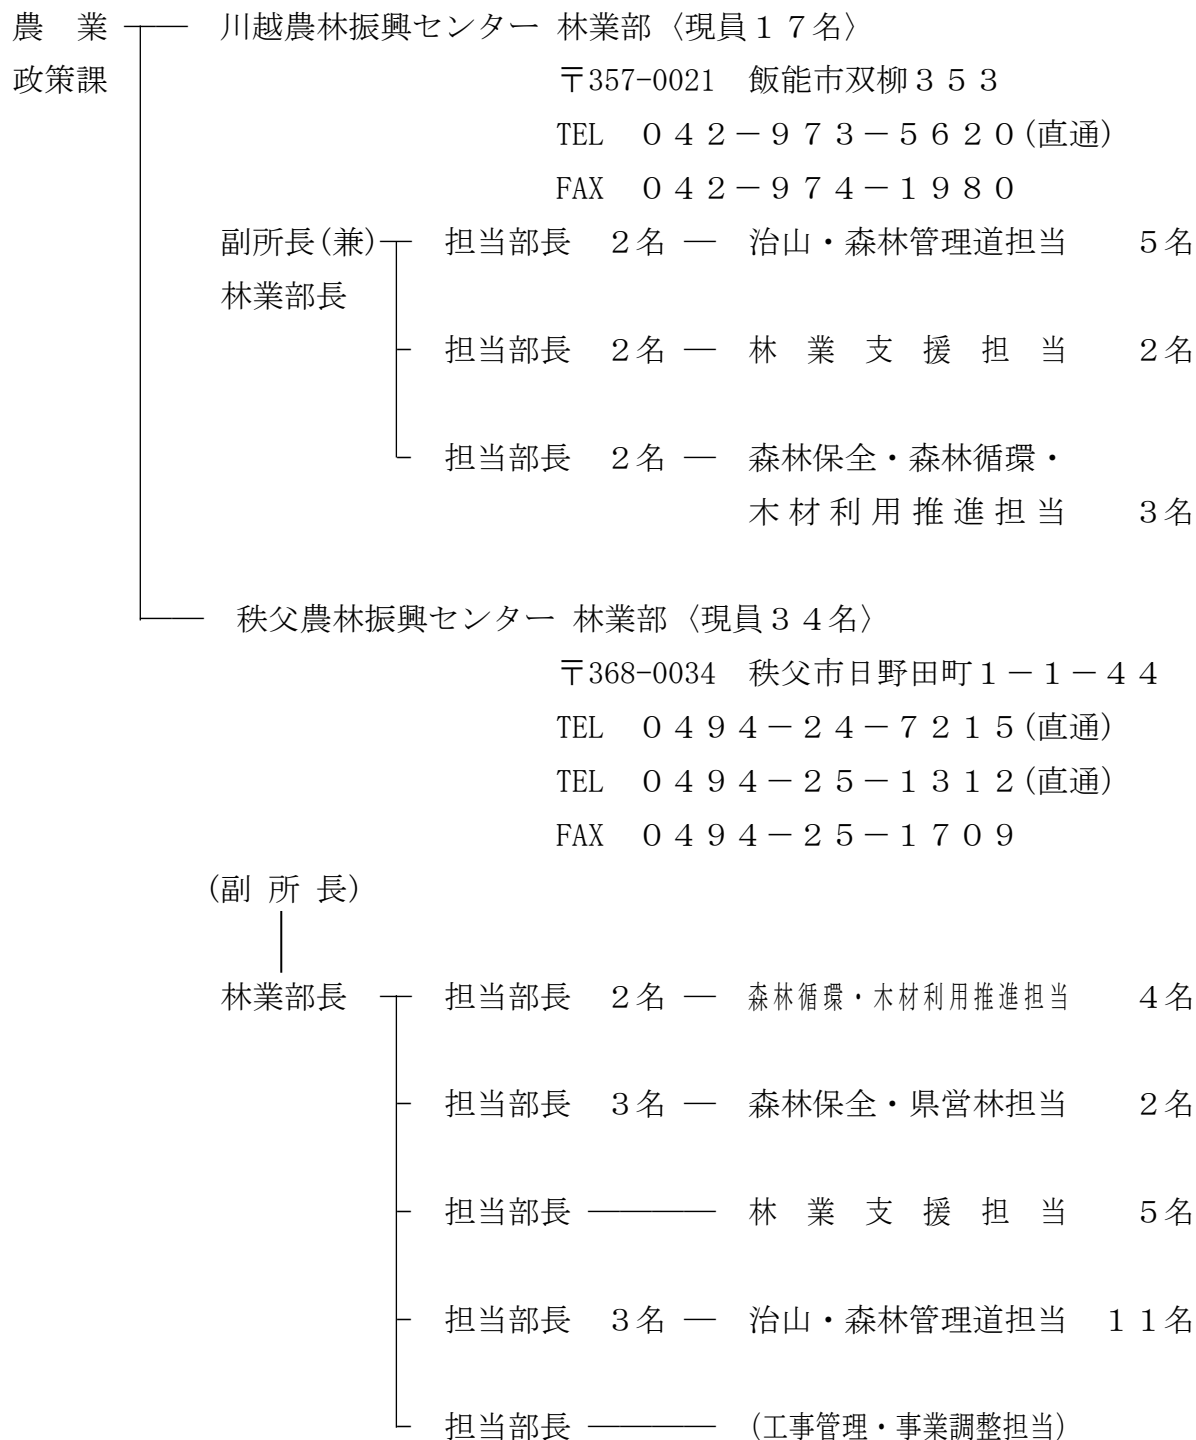 農　業　川越農林振興センター 林業部〈現員１７名〉
政策課　〒357-0021　飯能市双柳３５３
TEL　０４２－９７３－５６２０(直通)
FAX　０４２－９７４－１９８０
副所長(兼)　担当部長　２名 ― 治山・森林管理道担当　５名
林業部長
担当部長　２名 ― 林　業　支　援　担　当　２名
担当部長　２名 ― 森林保全・森林循環・
木材利用推進担当　３名
秩父農林振興センター 林業部〈現員３４名〉
〒368-0034　秩父市日野田町１－１－４４
TEL　０４９４－２４－７２１５(直通)
TEL　０４９４－２５－１３１２(直通)
FAX　０４９４－２５－１７０９
(副 所 長)
林業部長　担当部長　２名 ― 森林循環・木材利用推進担当　４名
担当部長　３名 ― 森林保全・県営林担当　２名
担当部長 ―――― 林　業　支　援　担　当　５名
担当部長　３名 ― 治山・森林管理道担当　１１名
担当部長 ―――― (工事管理・事業調整担当)